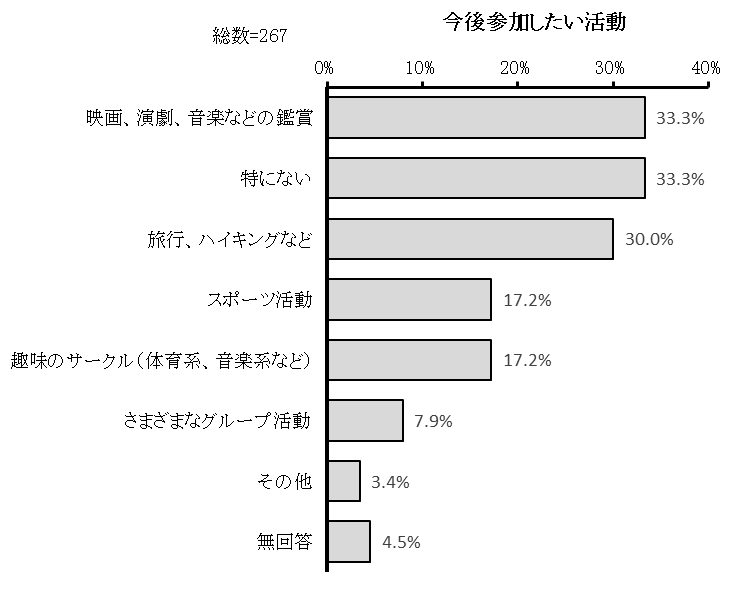 今後参加したい活動
総数=267
0% 10% 20% 30% 40%
映画、演劇、音楽などの鑑賞 33.3%
特にない 33.3%
旅行、ハイキングなど 30.0%
スポーツ活動 17.2%
趣味のサークル（体育系、音楽系など） 17.2%
さまざまなグループ活動 7.9%
その他 3.4%
無回答 4.5%